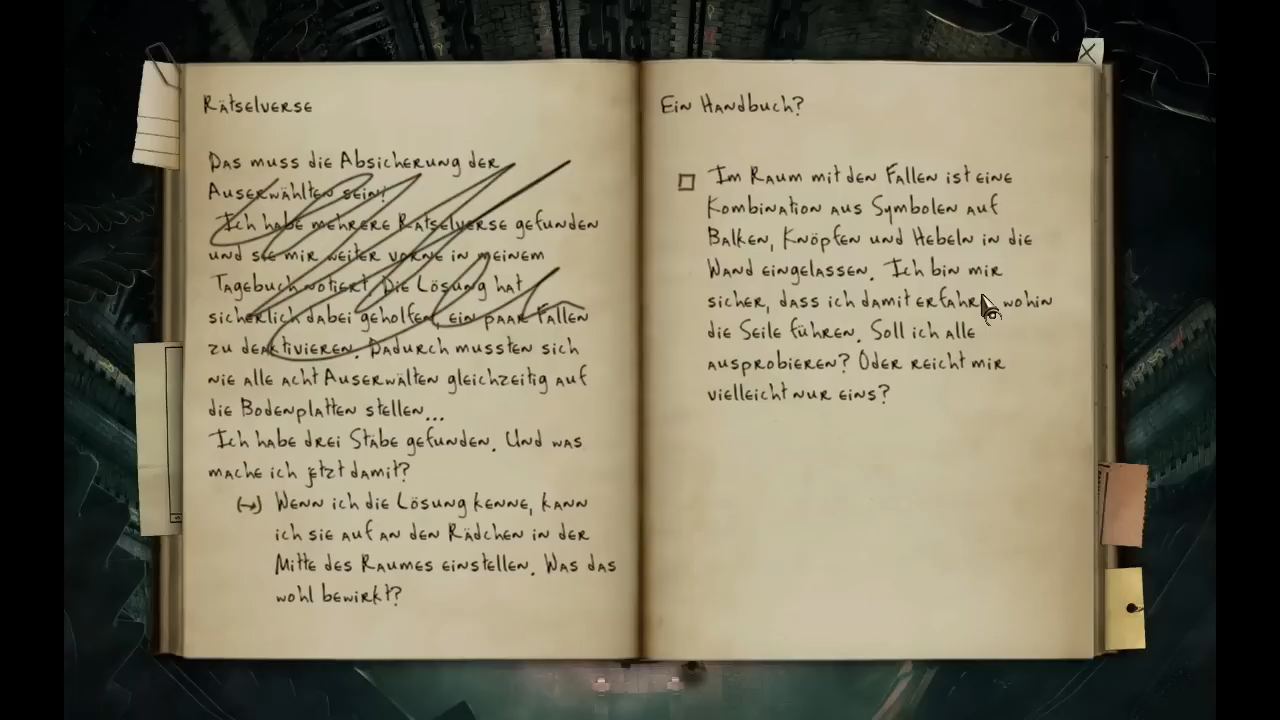 Rätselverse
Das muss die Absicherung der
Auserwählten sein!
Ich habe mehrere Rätselverse gefunden
und sie mir weiter vorne in meinem
Tagebuch notiert. Die Lösung hat
sicherlich dabei geholfen, ein paar Fallen
zu deaktivieren. Dadurch mussten sich
nie alle acht Auserwälten gleichzeitig auf
die Bodenplatten stellen...
Ich habe drei Stäbe gefunden. Und was
mache ich jetzt damit?
(→) Wenn ich die Lösung kenne, kann
ich sie auf an den Rädchen in der
Mitte des Raumes einstellen. Was das
wohl bewirkt?
Ein Handbuch?
Im Raum mit den Fallen ist eine
Kombination aus Symbolen auf
Balken, Knöpfen und Hebeln in die
Wand eingelassen. Ich bin mir
sicher, dass ich damit erfahre wohin
die Seile führen. Soll ich alle
ausprobieren? Oder reicht mir
vielleicht nur eins?